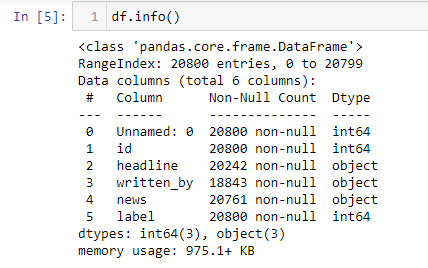 In [5]: 1 df.info()
<class 'pandas.core.frame.DataFrame'>
RangeIndex: 20800 entries, 0 to 20799
Data columns (total 6 columns):
 #   Column      Non-Null Count  Dtype
---  ------      --------------  -----
 0   Unnamed: 0  20800 non-null  int64
 1   id          20800 non-null  int64
 2   headline    20242 non-null  object
 3   written_by  18843 non-null  object
 4   news        20761 non-null  object
 5   label       20800 non-null  int64
dtypes: int64(3), object(3)
memory usage: 975.1+ KB